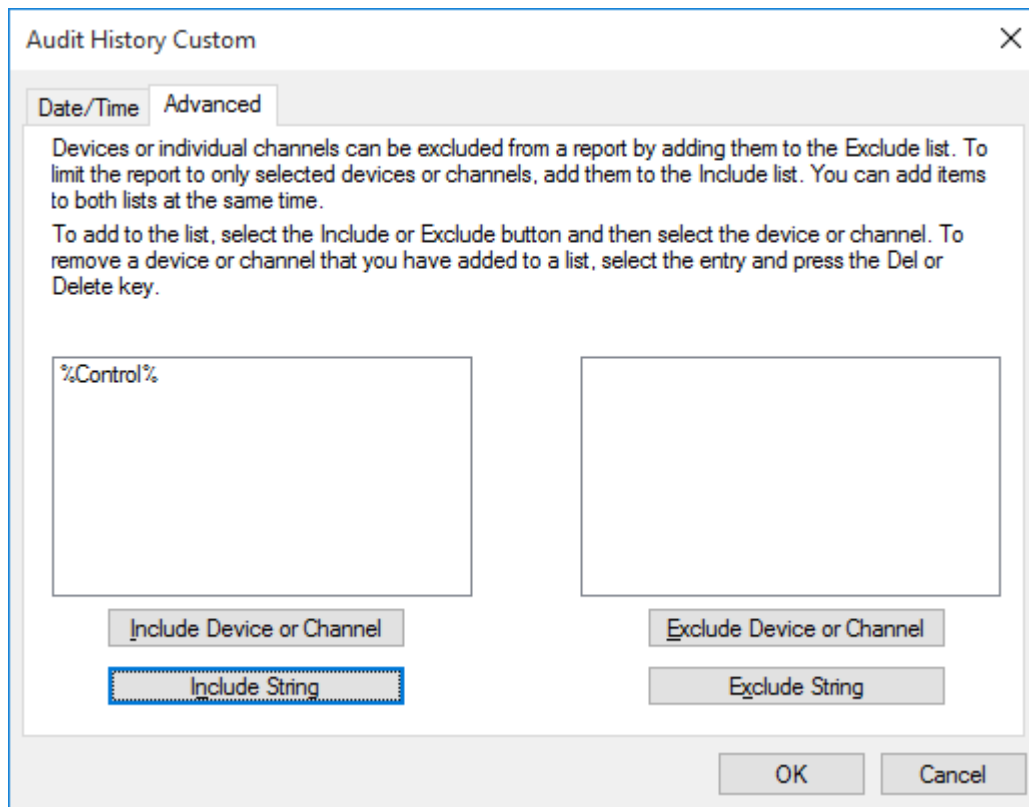 Audit History Custom
Date/Time
Advanced
Devices or individual channels can be excluded from a report by adding them to the Exclude list. To
limit the report to only selected devices or channels, add them to the Include list. You can add items
to both lists at the same time.
To add to the list, select the Include or Exclude button and then select the device or channel. To
remove a device or channel that you have added to a list, select the entry and press the Del or
Delete key.
%Control%
Include Device or Channel
Exclude Device or Channel
Include String
Exclude String
OK
Cancel